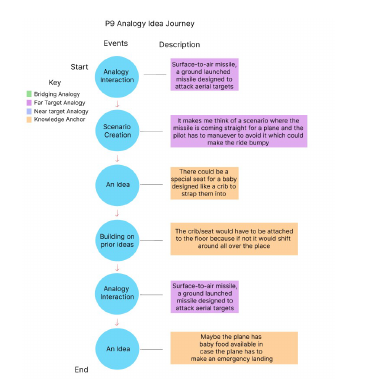 P9 Analogy Idea Journey
Events
Description
Start
Key
Bridging Analogy
Far Target Analogy
Near target Analogy
Knowledge Anchor
Analogy
interaction
Surface-to-air missile,
a ground launched
missile designed to
attack aerial targets
Scenario
Creation
It makes me think of a scenario where the
missile is coming straight for a plane and the
pilot has to manuever to avoid it which could
make the ride bumpy
An idea
There could be a
special seat for a baby
designed like a crib to
strap them into
Building on
prior ideas
The crib/seat would have to be attached
to the floor because if not it would shift
around all over the place
Analogy
Interaction
Surface-to-air missile,
a ground launched
missile designed to
attack aerial targets
An idea
Maybe the plane has
baby food available in
case the plane has to
make an emergency landing
End